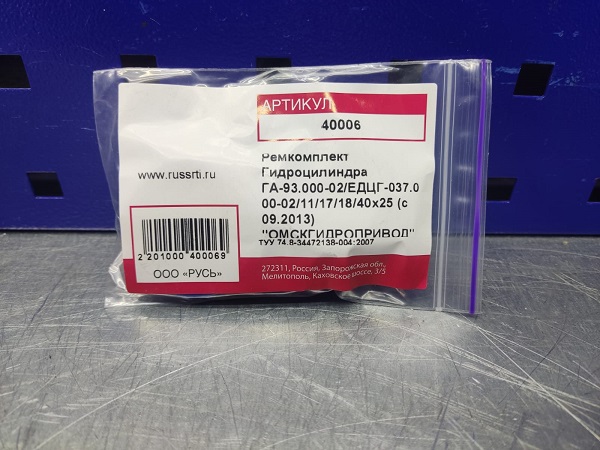 АРТИКУЛ
40006
www.russrti.ru
Ремкомплект
Гидроцилиндра
ГА-93.000-02/ЕДЦГ-037.0
00-02/11/17/18/40х25 (с
09.2013)
"ОМСКГИДРОПРИВОД"
ТУУ 74.8-34472138-004:2007
2 201000 400069
ООО «РУСЬ»
272311, Россия, Запорожская обл.,
Мелитополь, Каховское шоссе, 3/5